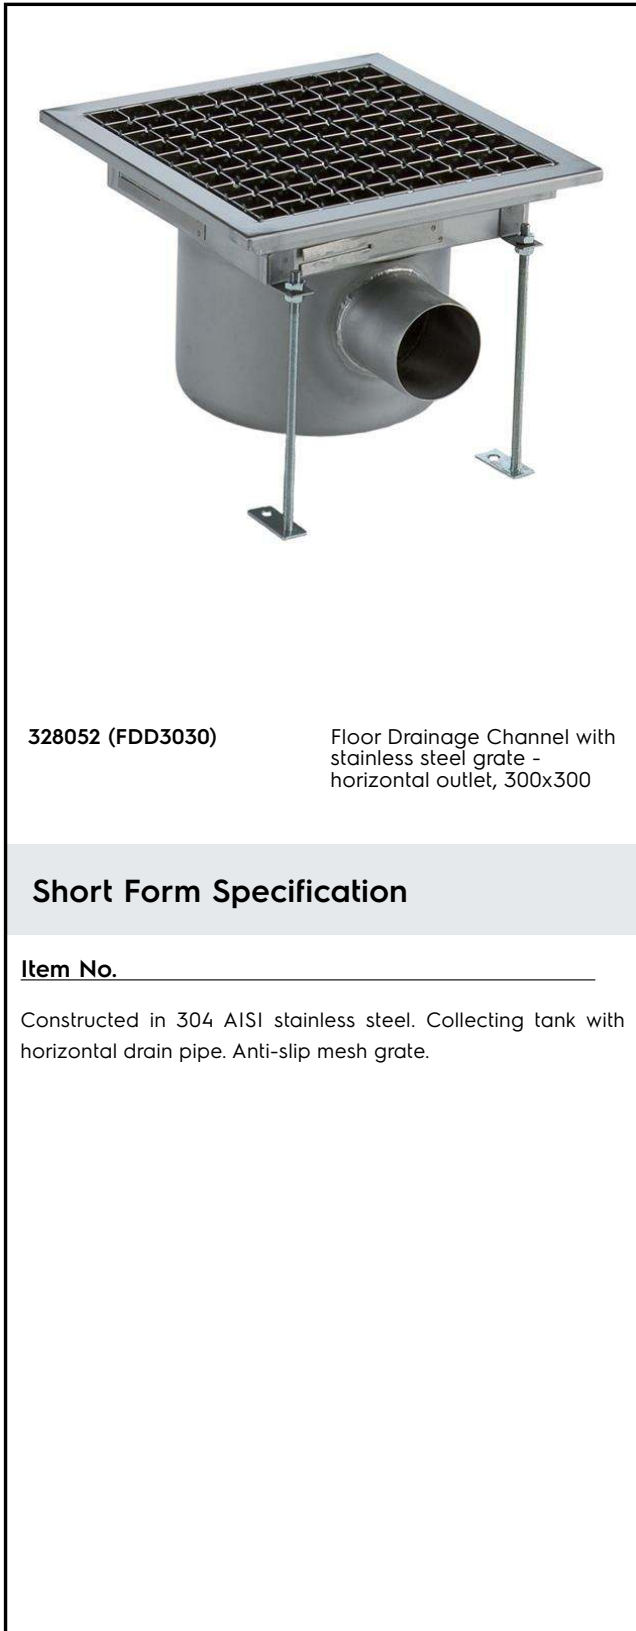 328052 (FDD3030)
Floor Drainage Channel with
stainless steel grate -
horizontal outlet, 300x300
Short Form Specification
Item No.
Constructed in 304 AISI stainless steel. Collecting tank with
horizontal drain pipe. Anti-slip mesh grate.